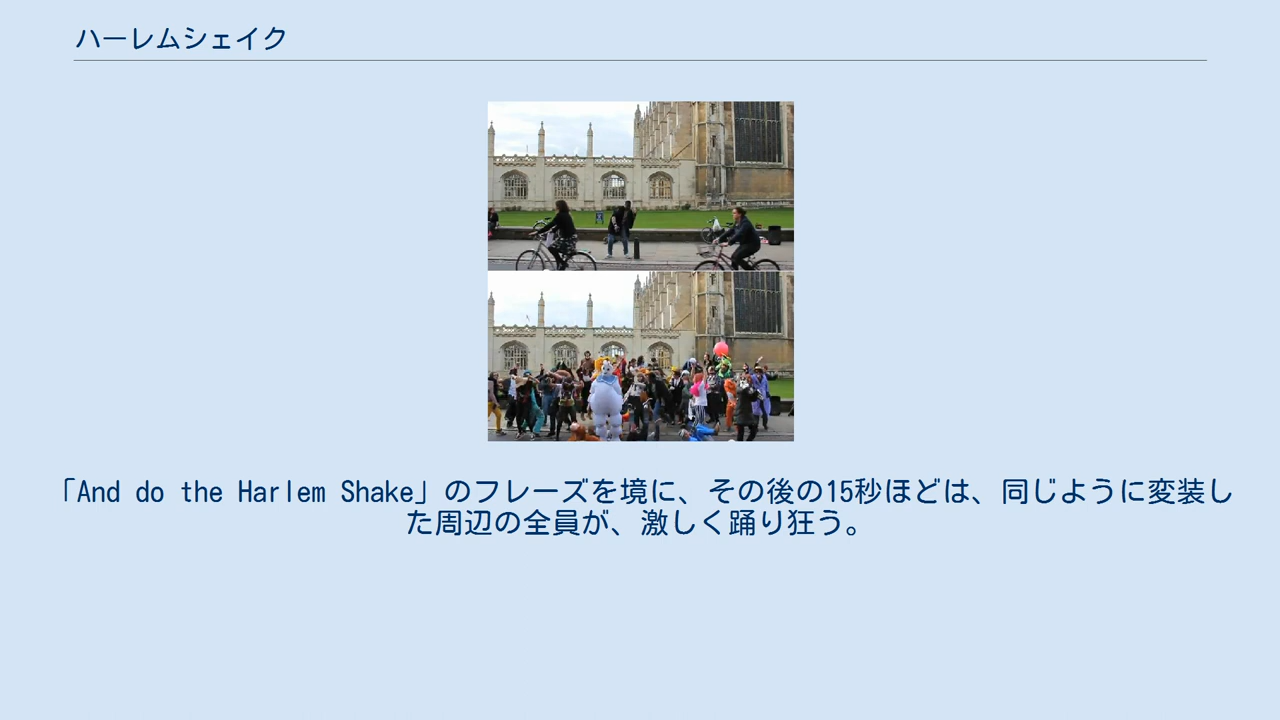 ハーレムシェイク
「And do the Harlem Shake」のフレーズを境に、その後の15秒ほどは、同じように変装し
た周辺の全員が、激しく踊り狂う。